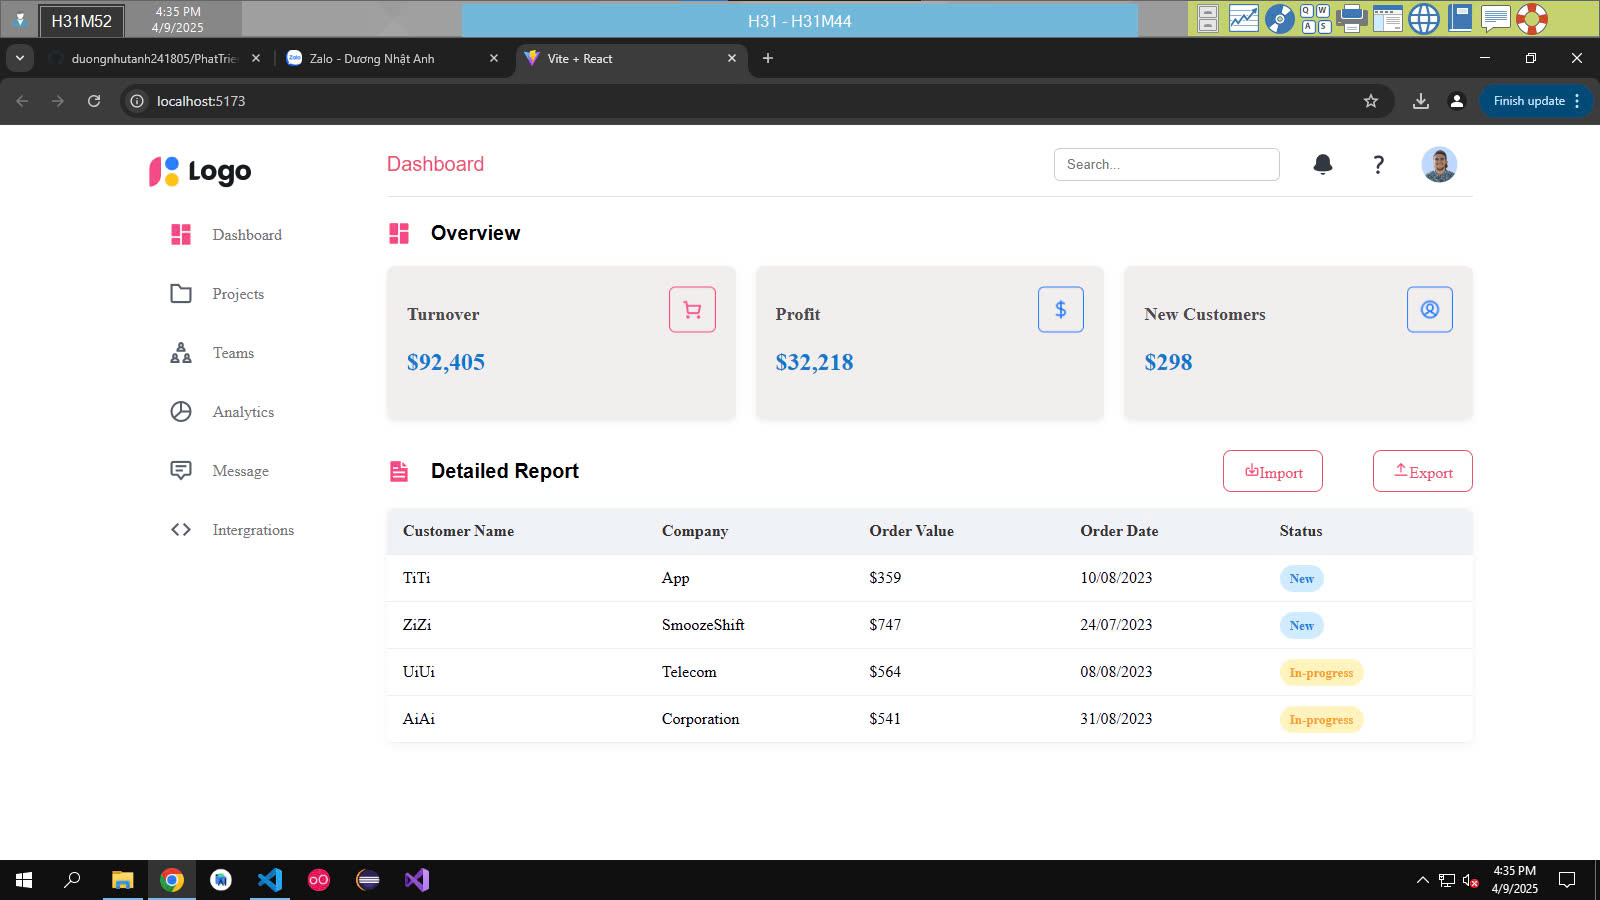 H31M52
4:35 PM
4/9/2025
H31 - H31M44
Q W
A S
duongnhutanh241805/PhatTrie
Zalo - Dương Nhật Anh
Vite + React
localhost:5173
Finish update
Logo
Dashboard
Search...
?
Dashboard
Projects
Teams
Analytics
Message
Intergrations
Overview
Turnover
$92,405
Profit
$
$32,218
New Customers
$298
Detailed Report
Import
Export
Customer Name Company Order Value Order Date Status
TiTi App $359 10/08/2023 New
ZiZi SmoozeShift $747 24/07/2023 New
UiUi Telecom $564 08/08/2023 In-progress
AiAi Corporation $541 31/08/2023 In-progress
4:35 PM
4/9/2025